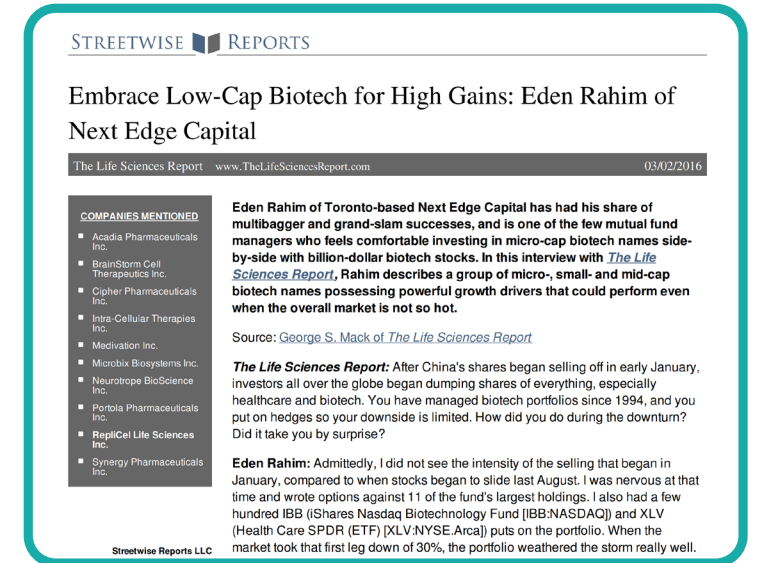 STREETWISE REPORTS
Embrace Low-Cap Biotech for High Gains: Eden Rahim of
Next Edge Capital
The Life Sciences Report www.TheLifeSciencesReport.com 03/02/2016
COMPANIES MENTIONED
Acadia Pharmaceuticals
Inc.
BrainStorm Cell
Therapeutics Inc.
Cipher Pharmaceuticals
Inc.
Intra-Cellular Therapies
Inc.
Medivation Inc.
Microbix Biosystems Inc.
Neurotrope BioScience
Inc.
Portola Pharmaceuticals
Inc.
RepliCel Life Sciences
Inc.
Synergy Pharmaceuticals
Inc.
Streetwise Reports LLC
Eden Rahim of Toronto-based Next Edge Capital has had his share of
multibagger and grand-slam successes, and is one of the few mutual fund
managers who feels comfortable investing in micro-cap biotech names side-
by-side with billion-dollar biotech stocks. In this interview with The Life
Sciences Report, Rahim describes a group of micro-, small- and mid-cap
biotech names possessing powerful growth drivers that could perform even
when the overall market is not so hot.
Source: George S. Mack of The Life Sciences Report
The Life Sciences Report: After China's shares began selling off in early January,
investors all over the globe began dumping shares of everything, especially
healthcare and biotech. You have managed biotech portfolios since 1994, and you
put on hedges so your downside is limited. How did you do during the downturn?
Did it take you by surprise?
Eden Rahim: Admittedly, I did not see the intensity of the selling that began in
January, compared to when stocks began to slide last August. I was nervous at that
time and wrote options against 11 of the fund's largest holdings. I also had a few
hundred IBB (iShares Nasdaq Biotechnology Fund [IBB:NASDAQ]) and XLV
(Health Care SPDR (ETF) [XLV:NYSE.Arca]) puts on the portfolio. When the
market took that first leg down of 30%, the portfolio weathered the storm really well.